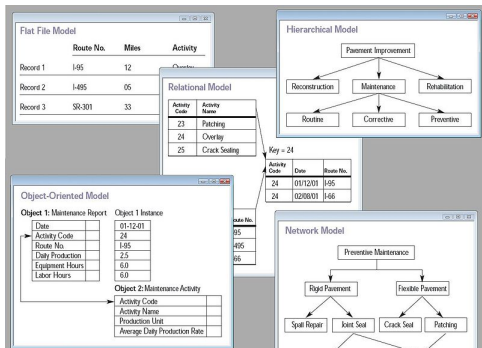 Flat File Model
Route No. Miles Activity
Record 1 I-95 12 Overlay
Record 2 I-495 05
Record 3 SR-301 33
Hierarchical Model
Pavement Improvement
Reconstruction Maintenance Rehabilitation
Routine Corrective Preventive
Relational Model
Activity Code Activity Name
23 Patching
24 Overlay
25 Crack Sealing
Key = 24
Activity Code Date Route No.
24 01/12/01 I-95
24 02/08/01 I-66
Route No.
95
495
66
Object-Oriented Model
Object 1: Maintenance Report Object 1 Instance
Date 01-12-01
Activity Code 24
Route No. I-95
Daily Production 2.5
Equipment Hours 6.0
Labor Hours 6.0
Object 2: Maintenance Activity
Activity Code
Activity Name
Production Unit
Average Daily Production Rate
Network Model
Preventive Maintenance
Rigid Pavement Flexible Pavement
Spall Repair Joint Seal Crack Seal Patching